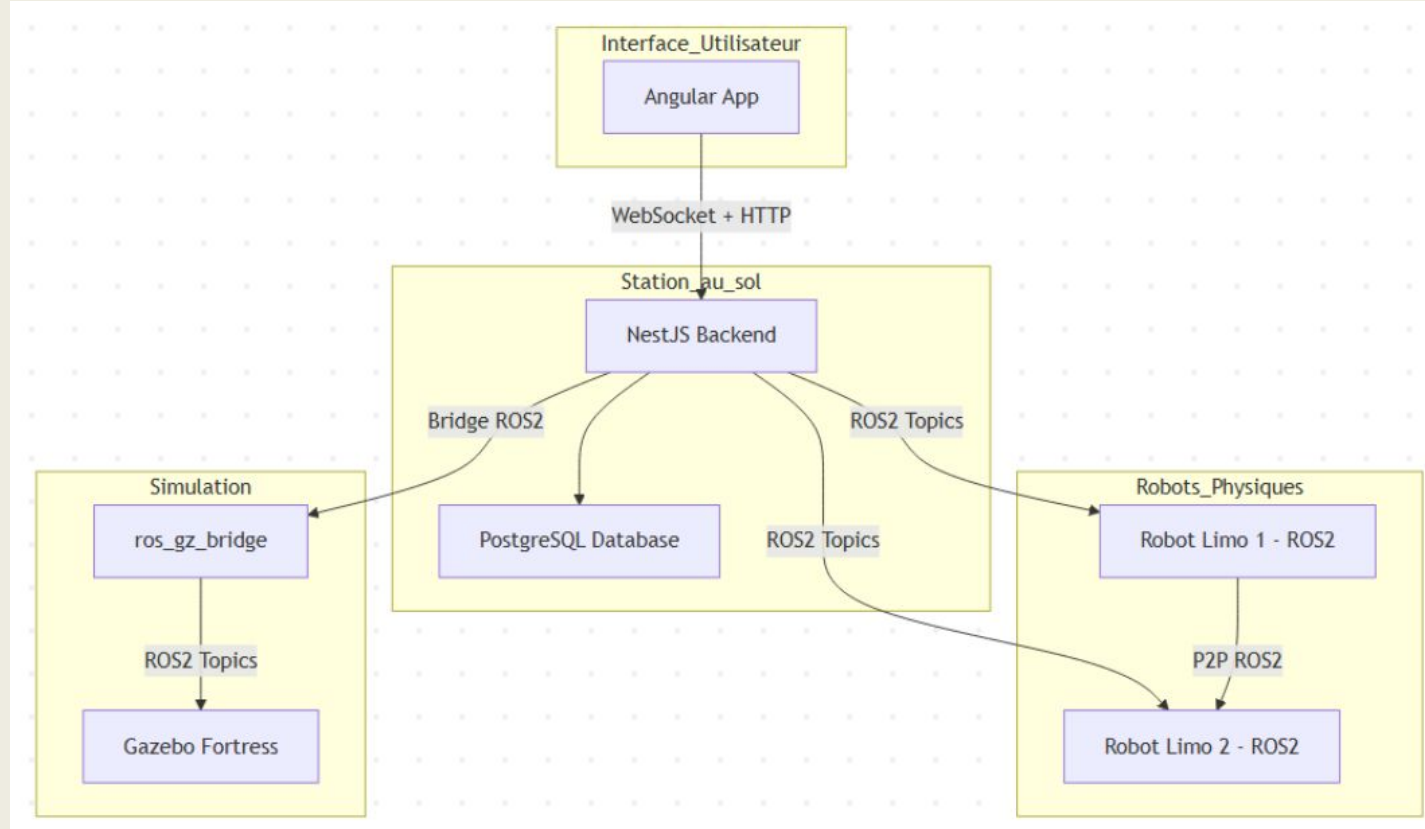 Interface_Utilisateur
Angular App
WebSocket + HTTP
Station_au_sol
NestJS Backend
Bridge ROS2
ROS2 Topics
Simulation
Robots_Physiques
ros_gz_bridge
PostgreSQL Database
ROS2 Topics
Robot Limo 1 - ROS2
ROS2 Topics
P2P ROS2
Gazebo Fortress
Robot Limo 2 - ROS2